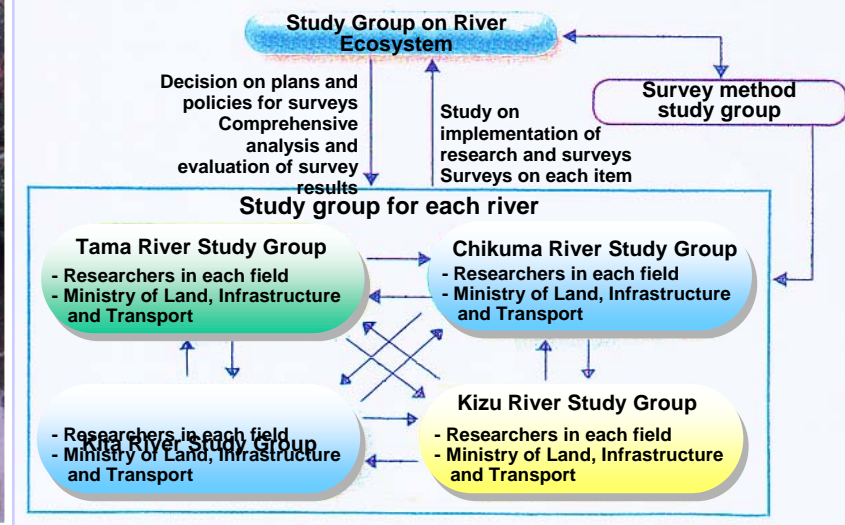 Study Group on River
Ecosystem
Decision on plans and
policies for surveys
Comprehensive
analysis and
evaluation of survey
results
Study on
implementation of
research and surveys
Surveys on each item
Survey method
study group
Study group for each river
Tama River Study Group
- Researchers in each field
- Ministry of Land, Infrastructure
and Transport
Chikuma River Study Group
- Researchers in each field
- Ministry of Land, Infrastructure
and Transport
Kita River Study Group
- Researchers in each field
- Ministry of Land, Infrastructure
and Transport
Kizu River Study Group
- Researchers in each field
- Ministry of Land, Infrastructure
and Transport